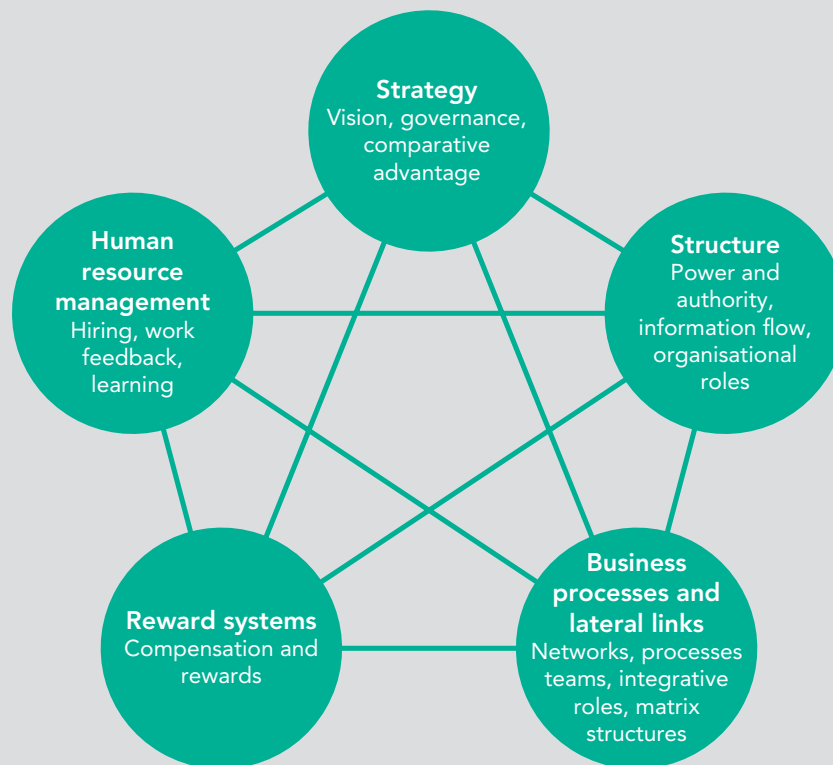 Strategy
Vision, governance,
comparative
advantage
Human
resource
management
Hiring, work
feedback,
learning
Structure
Power and
authority,
information flow,
organisational
roles
Reward systems
Compensation and
rewards
Business
processes and
lateral links
Networks, processes
teams, integrative
roles, matrix
structures